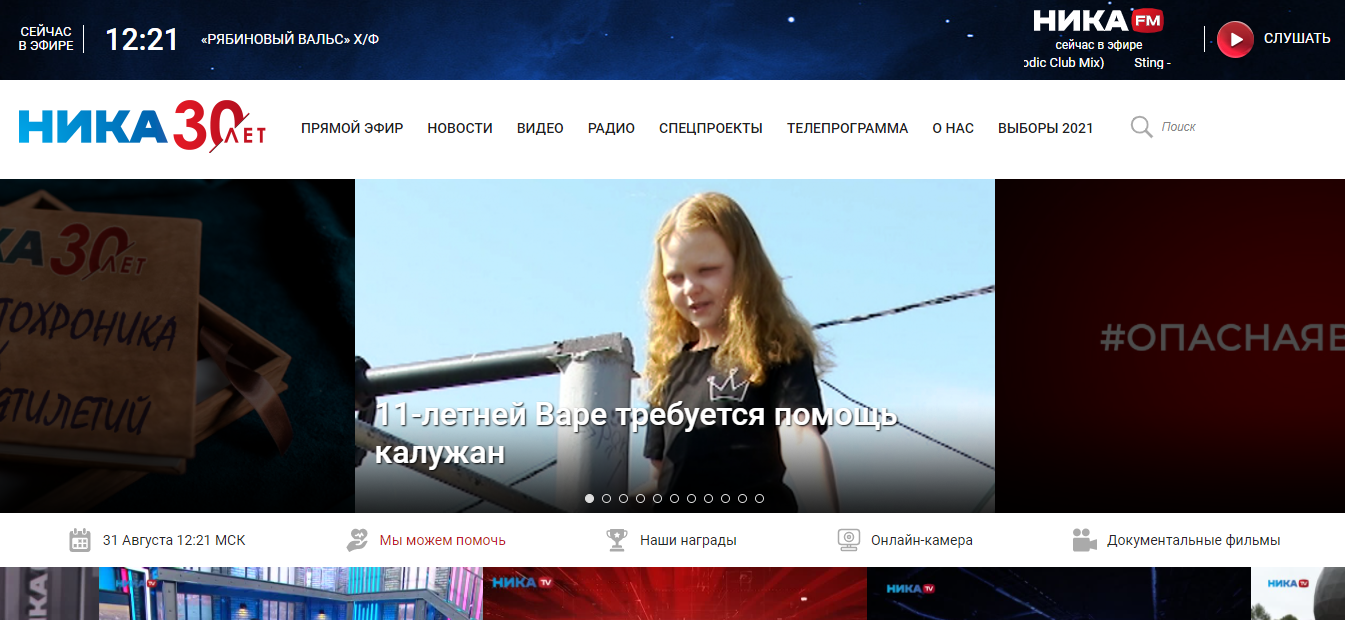 СЕЙЧАС
В ЭФИРЕ
12:21
«РЯБИНОВЫЙ ВАЛЬС» Х/Ф
НИКА FM
сейчас в эфире
odic Club Mix) Sting -
СЛУШАТЬ
НИКА 30 ЛЕТ
ПРЯМОЙ ЭФИР НОВОСТИ ВИДЕО РАДИО СПЕЦПРОЕКТЫ ТЕЛЕПРОГРАММА О НАС ВЫБОРЫ 2021
Поиск
КА 30 ЛЕТ
ТОХРОНИКА
ЯТИЛЕТИЙ
11-летней Варе требуется помощь
калужан
#ОПАСНАЯВ
31 Августа 12:21 МСК
Мы можем помочь
Наши награды
Онлайн-камера
Документальные фильмы
НИКА TV
НИКА TV
НИКА TV
НИКА TV